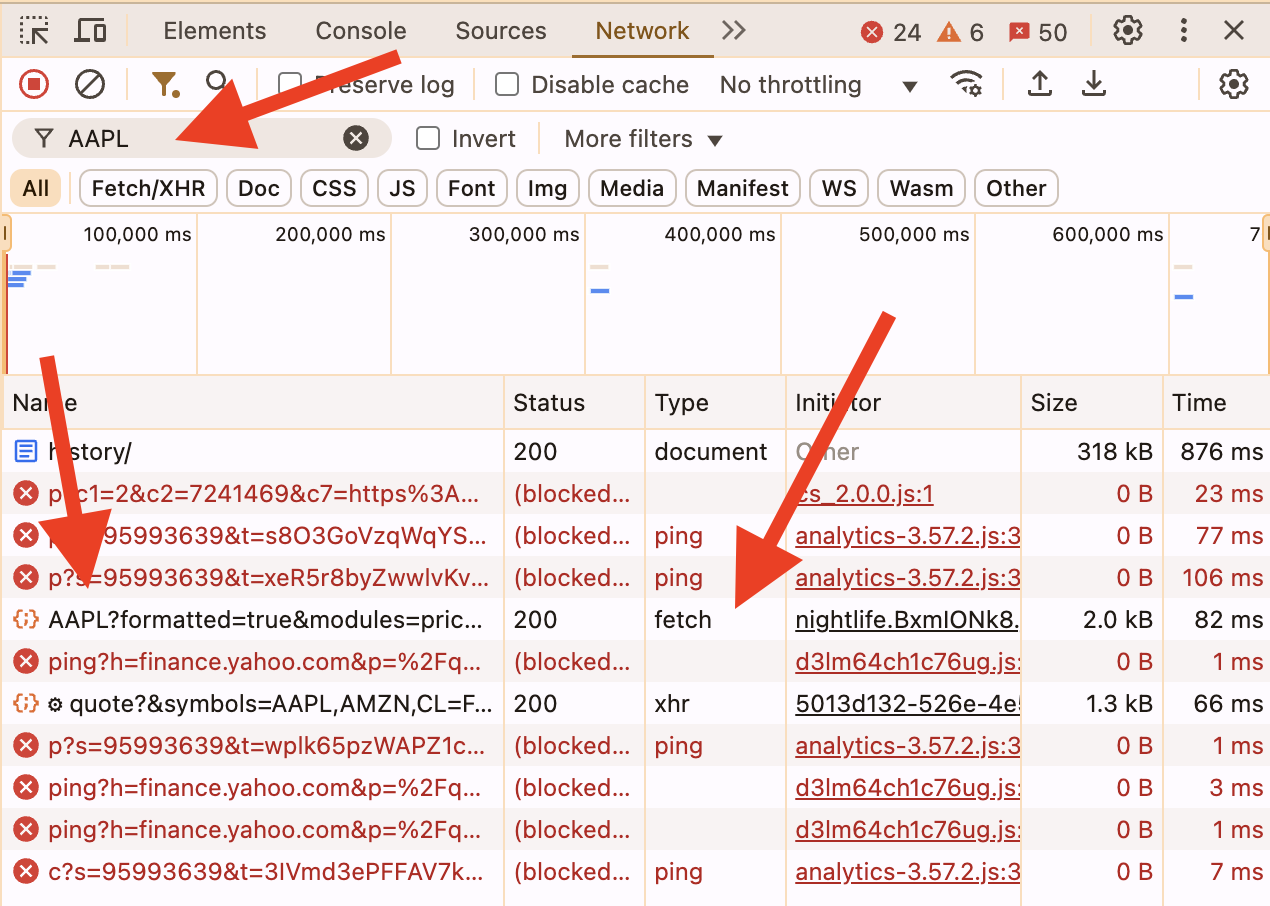 Elements Console Sources Network 24 6 50
Preserve log Disable cache No throttling
AAPL Invert More filters
All Fetch/XHR Doc CSS JS Font Img Media Manifest WS Wasm Other
100,000 ms 200,000 ms 300,000 ms 400,000 ms 500,000 ms 600,000 ms 7
Name Status Type Initiator Size Time
history/ 200 document Other 318 kB 876 ms
p?c1=2&c2=7241469&c7=https%3A... (blocked... cs_2.0.0.js:1 0 B 23 ms
p?s=95993639&t=s8O3GoVzqWqYS... (blocked... ping analytics-3.57.2.js:3 0 B 77 ms
p?s=95993639&t=xeR5r8byZwwlvKv... (blocked... ping analytics-3.57.2.js:3 0 B 106 ms
AAPL?formatted=true&modules=pric... 200 fetch nightlife.BxmIONk8. 2.0 kB 82 ms
ping?h=finance.yahoo.com&p=%2Fq... (blocked... d3lm64ch1c76ug.js: 0 B 1 ms
quote?&symbols=AAPL,AMZN,CL=F,... 200 xhr 5013d132-526e-4e5 1.3 kB 66 ms
p?s=95993639&t=wplk65pzWAPZ1c... (blocked... ping analytics-3.57.2.js:3 0 B 1 ms
ping?h=finance.yahoo.com&p=%2Fq... (blocked... d3lm64ch1c76ug.js: 0 B 3 ms
ping?h=finance.yahoo.com&p=%2Fq... (blocked... d3lm64ch1c76ug.js: 0 B 1 ms
c?s=95993639&t=3IVmd3ePFFAV7k... (blocked... ping analytics-3.57.2.js:3 0 B 7 ms